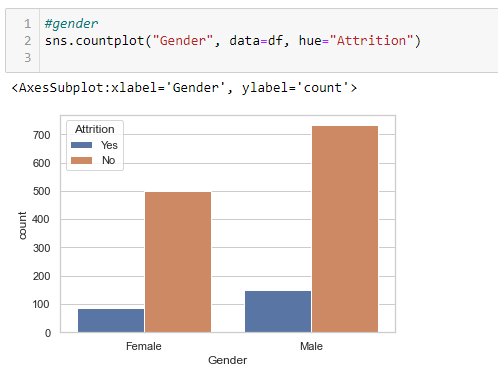 1 #gender
2 sns.countplot("Gender", data=df, hue="Attrition")
3
<AxesSubplot:xlabel='Gender', ylabel='count'>
Attrition
Yes
No
700
600
500
400
300
200
100
0
count
Female Male
Gender